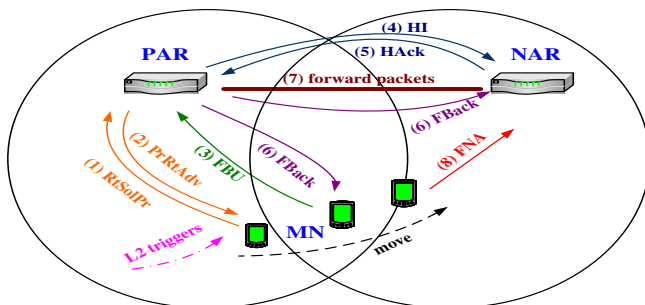 (4) HI
(5) HAck
PAR
NAR
(7) forward packets
(6) FBack
(2) PrRtAdv
(1) RtSolPr
(3) FBU
(6) FBack
(8) FNA
MN
L2 triggers
move